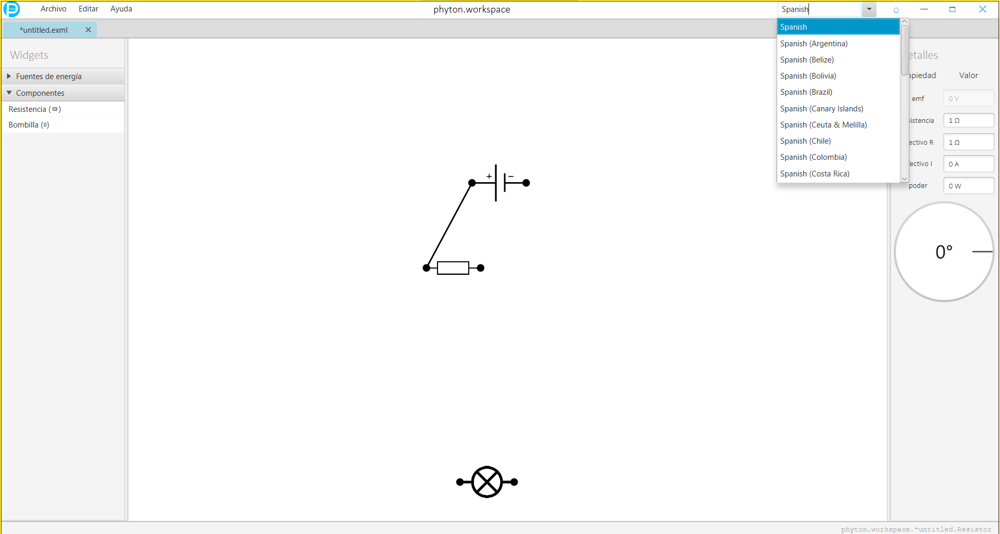 Archivo Editar Ayuda
phyton.workspace
Spanish
*untitled.exml
Widgets
Fuentes de energía
Componentes
Resistencia
Bombilla
+ −
Spanish
Spanish (Argentina)
Spanish (Belize)
Spanish (Bolivia)
Spanish (Brazil)
Spanish (Canary Islands)
Spanish (Ceuta & Melilla)
Spanish (Chile)
Spanish (Colombia)
Spanish (Costa Rica)
etalles
opiedad Valor
emf 0 V
sistencia 1 Ω
ectivo R 1 Ω
fectivo I 0 A
poder 0 W
0°
phyton.workspace.*untitled.Resistor